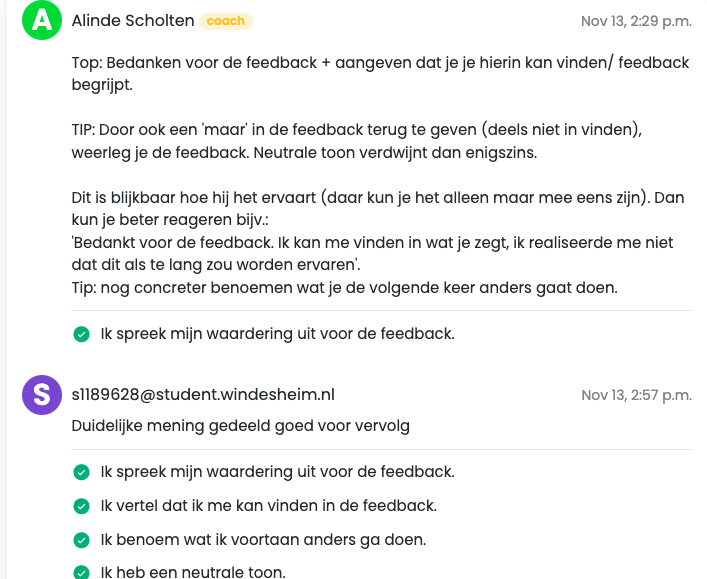 A Alinde Scholten coach Nov 13, 2:29 p.m.
Top: Bedanken voor de feedback + aangeven dat je je hierin kan vinden/ feedback
begrijpt.
TIP: Door ook een 'maar' in de feedback terug te geven (deels niet in vinden),
weerleg je de feedback. Neutrale toon verdwijnt dan enigszins.
Dit is blijkbaar hoe hij het ervaart (daar kun je het alleen maar mee eens zijn). Dan
kun je beter reageren bijv.:
'Bedankt voor de feedback. Ik kan me vinden in wat je zegt, ik realiseerde me niet
dat dit als te lang zou worden ervaren'.
Tip: nog concreter benoemen wat je de volgende keer anders gaat doen.
Ik spreek mijn waardering uit voor de feedback.
S s1189628@student.windesheim.nl Nov 13, 2:57 p.m.
Duidelijke mening gedeeld goed voor vervolg
Ik spreek mijn waardering uit voor de feedback.
Ik vertel dat ik me kan vinden in de feedback.
Ik benoem wat ik voortaan anders ga doen.
Ik heb een neutrale toon.